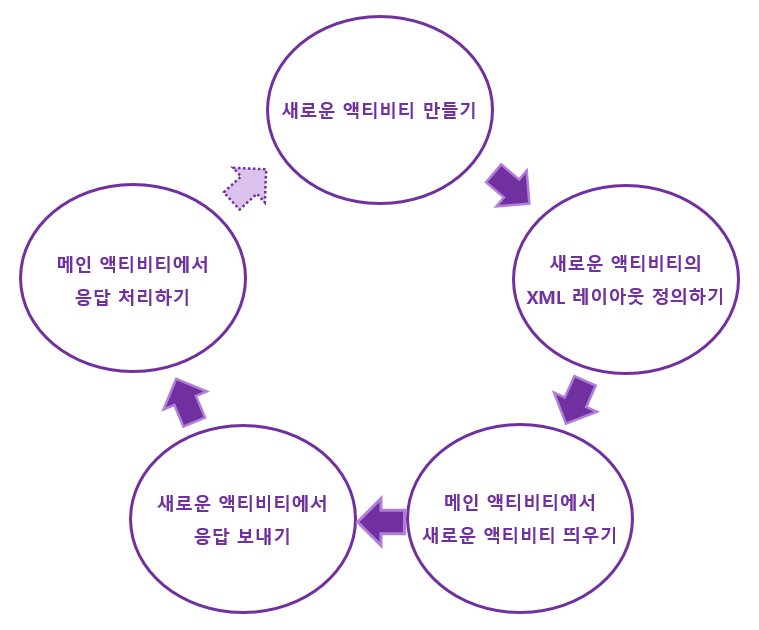 새로운 액티비티 만들기
새로운 액티비티의
XML 레이아웃 정의하기
메인 액티비티에서
새로운 액티비티 띄우기
새로운 액티비티에서
응답 보내기
메인 액티비티에서
응답 처리하기